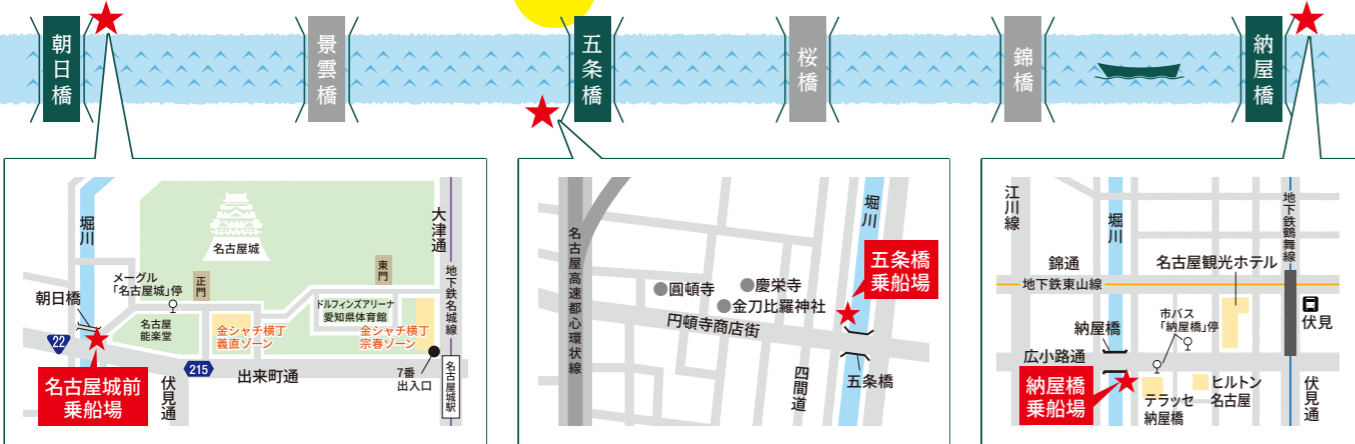 朝日橋
景雲橋
五条橋
桜橋
錦橋
納屋橋
堀川
名古屋城
大津通
地下鉄名城線
メーグル
「名古屋城」停
正門
東門
朝日橋
名古屋
能楽堂
金シャチ横丁
義直ゾーン
ドルフィンズアリーナ
愛知県体育館
金シャチ横丁
宗春ゾーン
22
215
出来町通
7番
出入口
名古屋城駅
名古屋城前
乗船場
伏見通
名古屋高速都心環状線
堀川
五条橋
乗船場
圓頓寺
慶栄寺
金刀比羅神社
円頓寺商店街
四間道
五条橋
江川線
堀川
地下鉄鶴舞線
錦通
名古屋観光ホテル
地下鉄東山線
市バス
「納屋橋」停
伏見
納屋橋
広小路通
納屋橋
乗船場
テラッセ
納屋橋
ヒルトン
名古屋
伏見通